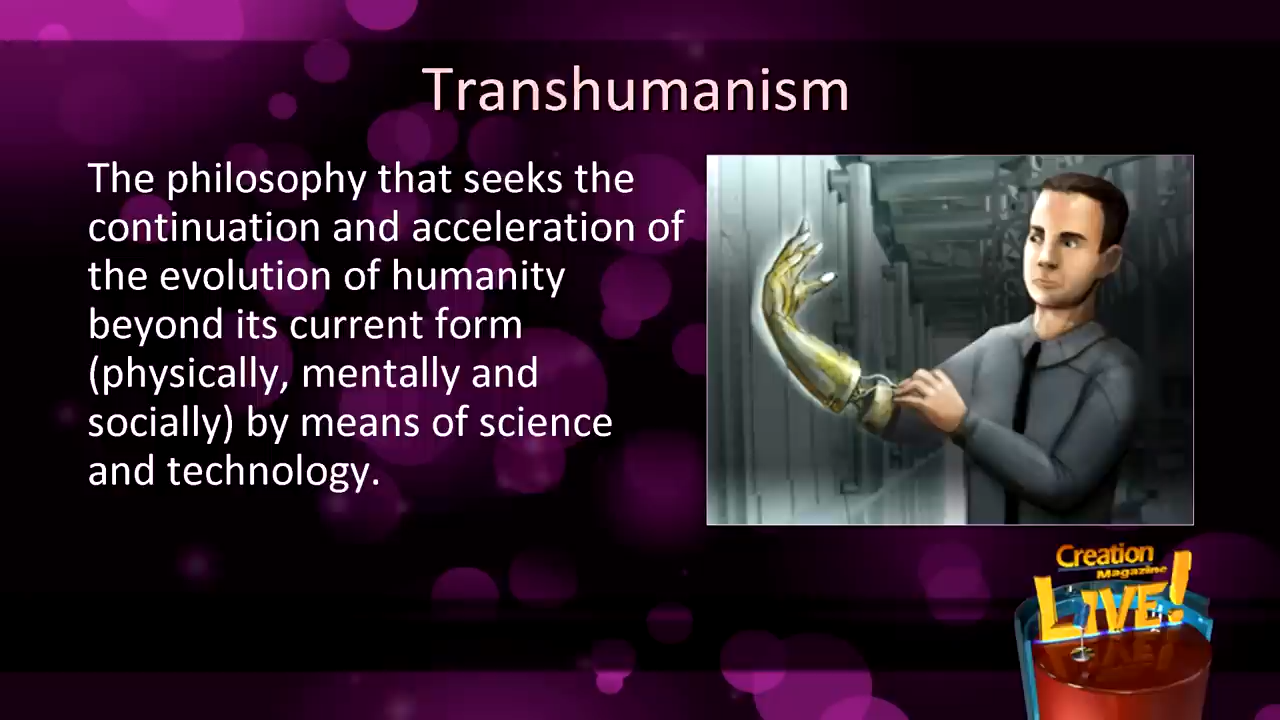 Transhumanism
The philosophy that seeks the
continuation and acceleration of
the evolution of humanity
beyond its current form
(physically, mentally and
socially) by means of science
and technology.
Creation
Magazine
LIVE!